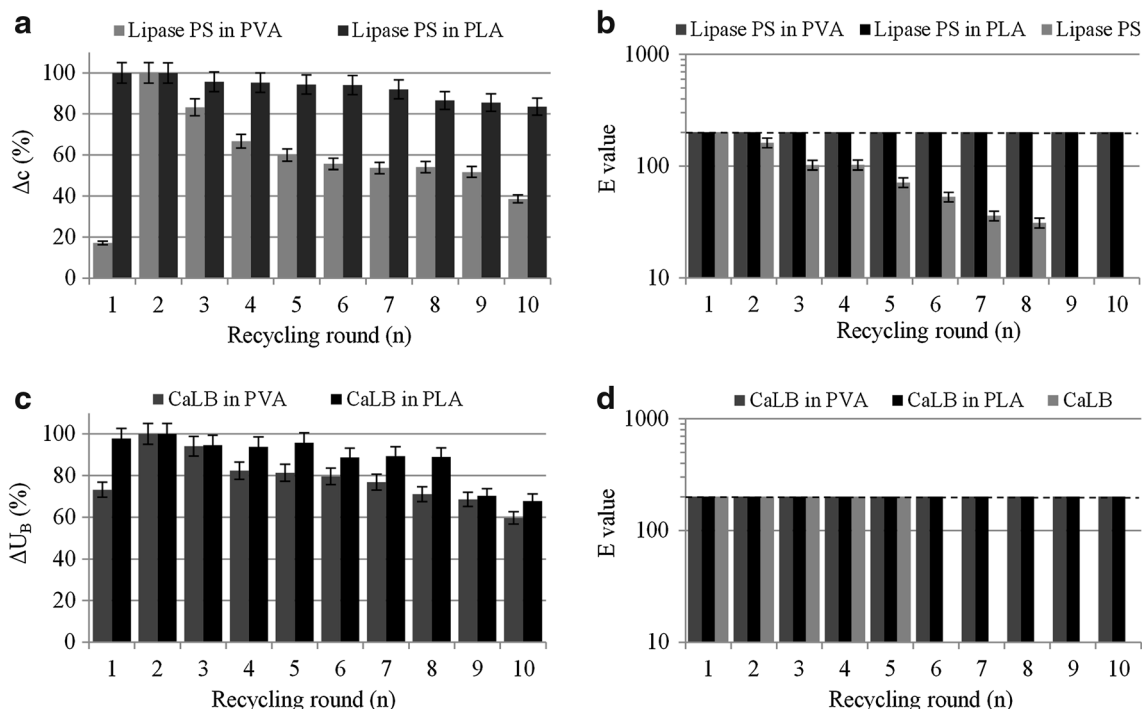 a
Lipase PS in PVA Lipase PS in PLA
Δc (%)
100
80
60
40
20
0
1 2 3 4 5 6 7 8 9 10
Recycling round (n)
b
Lipase PS in PVA Lipase PS in PLA Lipase PS
E value
1000
100
10
1 2 3 4 5 6 7 8 9 10
Recycling round (n)
c
CaLB in PVA CaLB in PLA
ΔU_B (%)
100
80
60
80
60
0
1 2 3 4 5 6 7 8 9 10
Recycling round (n)
d
CaLB in PVA CaLB in PLA CaLB
E value
1000
100
10
1 2 3 4 5 6 7 8 9 10
Recycling round (n)